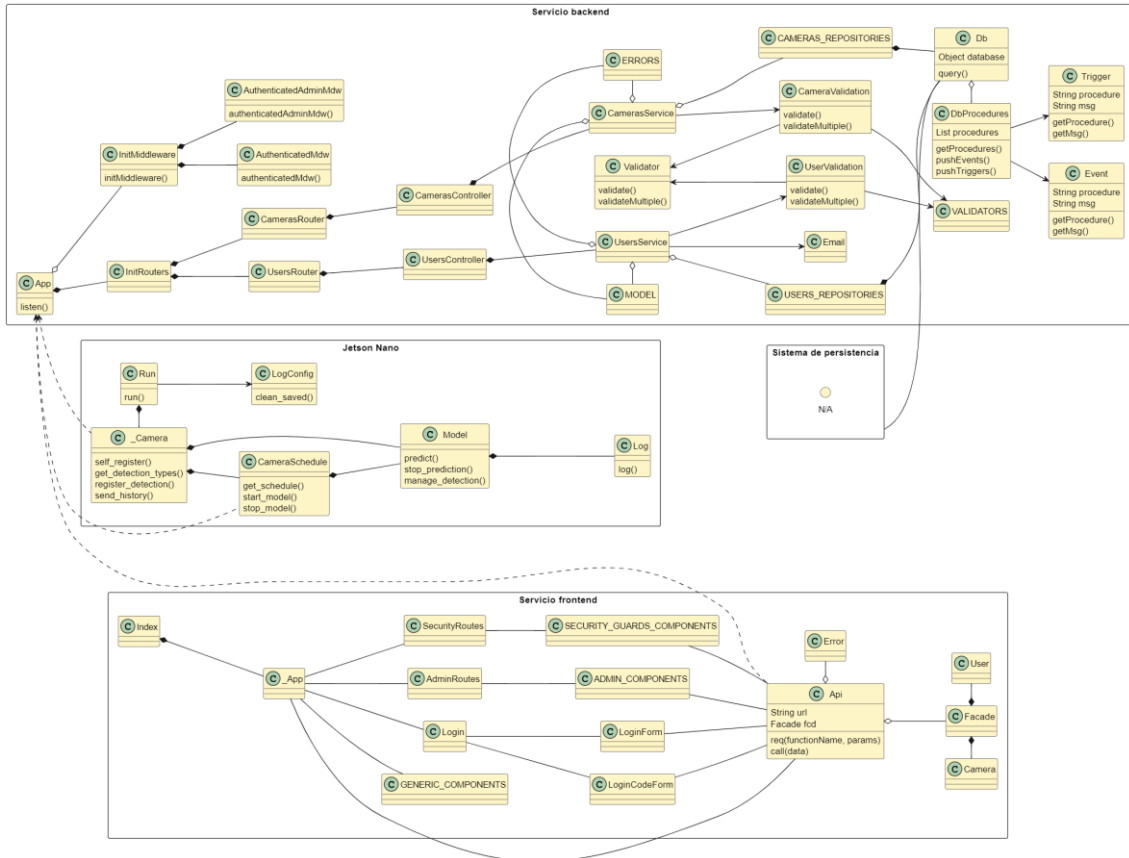 Servicio backend
C AuthenticatedAdminMdw
authenticatedAdminMdw()
C InitMiddleware
initMiddleware()
C AuthenticatedMdw
authenticatedMdw()
C CamerasRouter
C InitRouters
C UsersRouter
C App
listen()
C CamerasController
C UsersController
C ERRORS
C CamerasService
C CAMERAS_REPOSITORIES
C CameraValidation
validate()
validateMultiple()
C Validator
validate()
validateMultiple()
C UserValidation
validate()
validateMultiple()
C UsersService
C Email
C MODEL
C USERS_REPOSITORIES
C VALIDATORS
C Db
Object database
query()
C DbProcedures
List procedures
getProcedures()
pushEvents()
pushTriggers()
C Trigger
String procedure
String msg
getProcedure()
getMsg()
C Event
String procedure
String msg
getProcedure()
getMsg()
Jetson Nano
C Run
run()
C LogConfig
clean_saved()
C _Camera
self_register()
get_detection_types()
register_detection()
send_history()
C CameraSchedule
get_schedule()
start_model()
stop_model()
C Model
predict()
stop_prediction()
manage_detection()
C Log
log()
Sistema de persistencia
N/A
Servicio frontend
C Index
C _App
C SecurityRoutes
C SECURITY_GUARDS_COMPONENTS
C AdminRoutes
C ADMIN_COMPONENTS
C Login
C LoginForm
C GENERIC_COMPONENTS
C LoginCodeForm
C Error
C Api
String url
Facade fcd
req(functionName, params)
call(data)
C User
C Facade
C Camera